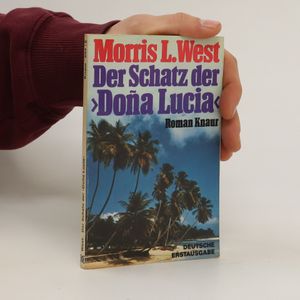 Morris L. West
Der Schatz der
›Doña Lucia‹
Roman Knaur
DEUTSCHE
ERSTAUSGABE